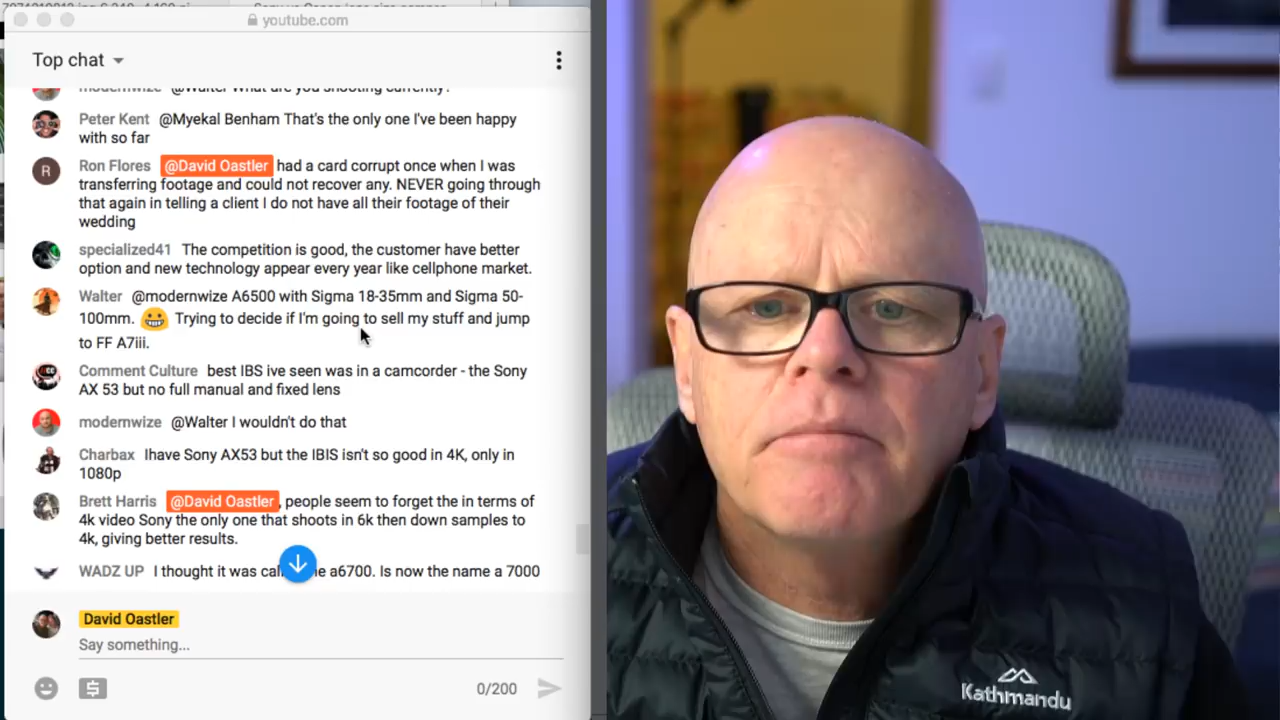 youtube.com
Top chat
modernwize @Walter What are you shooting currently?
Peter Kent @Myekal Benham That's the only one I've been happy
with so far
R
Ron Flores @David Oastler had a card corrupt once when I was
transferring footage and could not recover any. NEVER going through
that again in telling a client I do not have all their footage of their
wedding
specialized41 The competition is good, the customer have better
option and new technology appear every year like cellphone market.
Walter @modernwize A6500 with Sigma 18-35mm and Sigma 50-
100mm. 😀 Trying to decide if I'm going to sell my stuff and jump
to FF A7iii.
Comment Culture best IBS ive seen was in a camcorder - the Sony
AX 53 but no full manual and fixed lens
modernwize @Walter I wouldn't do that
Charbax Ihave Sony AX53 but the IBIS isn't so good in 4K, only in
1080p
Brett Harris @David Oastler, people seem to forget the in terms of
4k video Sony the only one that shoots in 6k then down samples to
4k, giving better results.
WADZ UP I thought it was a6700. Is now the name a 7000
David Oastler
Say something...
0/200
Kathmandu